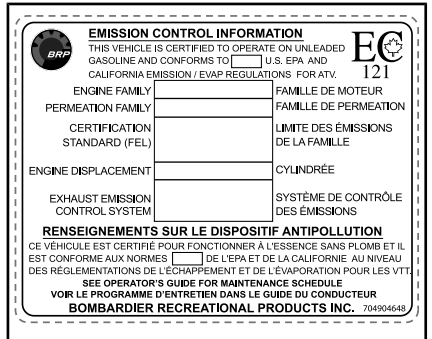 BRP
EMISSION CONTROL INFORMATION
THIS VEHICLE IS CERTIFIED TO OPERATE ON UNLEADED
GASOLINE AND CONFORMS TO U.S. EPA AND
CALIFORNIA EMISSION / EVAP REGULATIONS FOR ATV.
EC
121
ENGINE FAMILY FAMILLE DE MOTEUR
PERMEATION FAMILY FAMILLE DE PERMEATION
CERTIFICATION LIMITE DES ÉMISSIONS
STANDARD (FEL) DE LA FAMILLE
ENGINE DISPLACEMENT CYLINDRÉE
EXHAUST EMISSION SYSTÈME DE CONTRÔLE
CONTROL SYSTEM DES ÉMISSIONS
RENSEIGNEMENTS SUR LE DISPOSITIF ANTIPOLLUTION
CE VÉHICULE EST CERTIFIÉ POUR FONCTIONNER À L'ESSENCE SANS PLOMB ET IL
EST CONFORME AUX NORMES DE L'EPA ET DE LA CALIFORNIE AU NIVEAU
DES RÉGLEMENTATIONS DE L'ÉCHAPPEMENT ET DE L'ÉVAPORATION POUR LES VTT.
SEE OPERATOR'S GUIDE FOR MAINTENANCE SCHEDULE
VOIR LE PROGRAMME D'ENTRETIEN DANS LE GUIDE DU CONDUCTEUR
BOMBARDIER RECREATIONAL PRODUCTS INC. 704904648